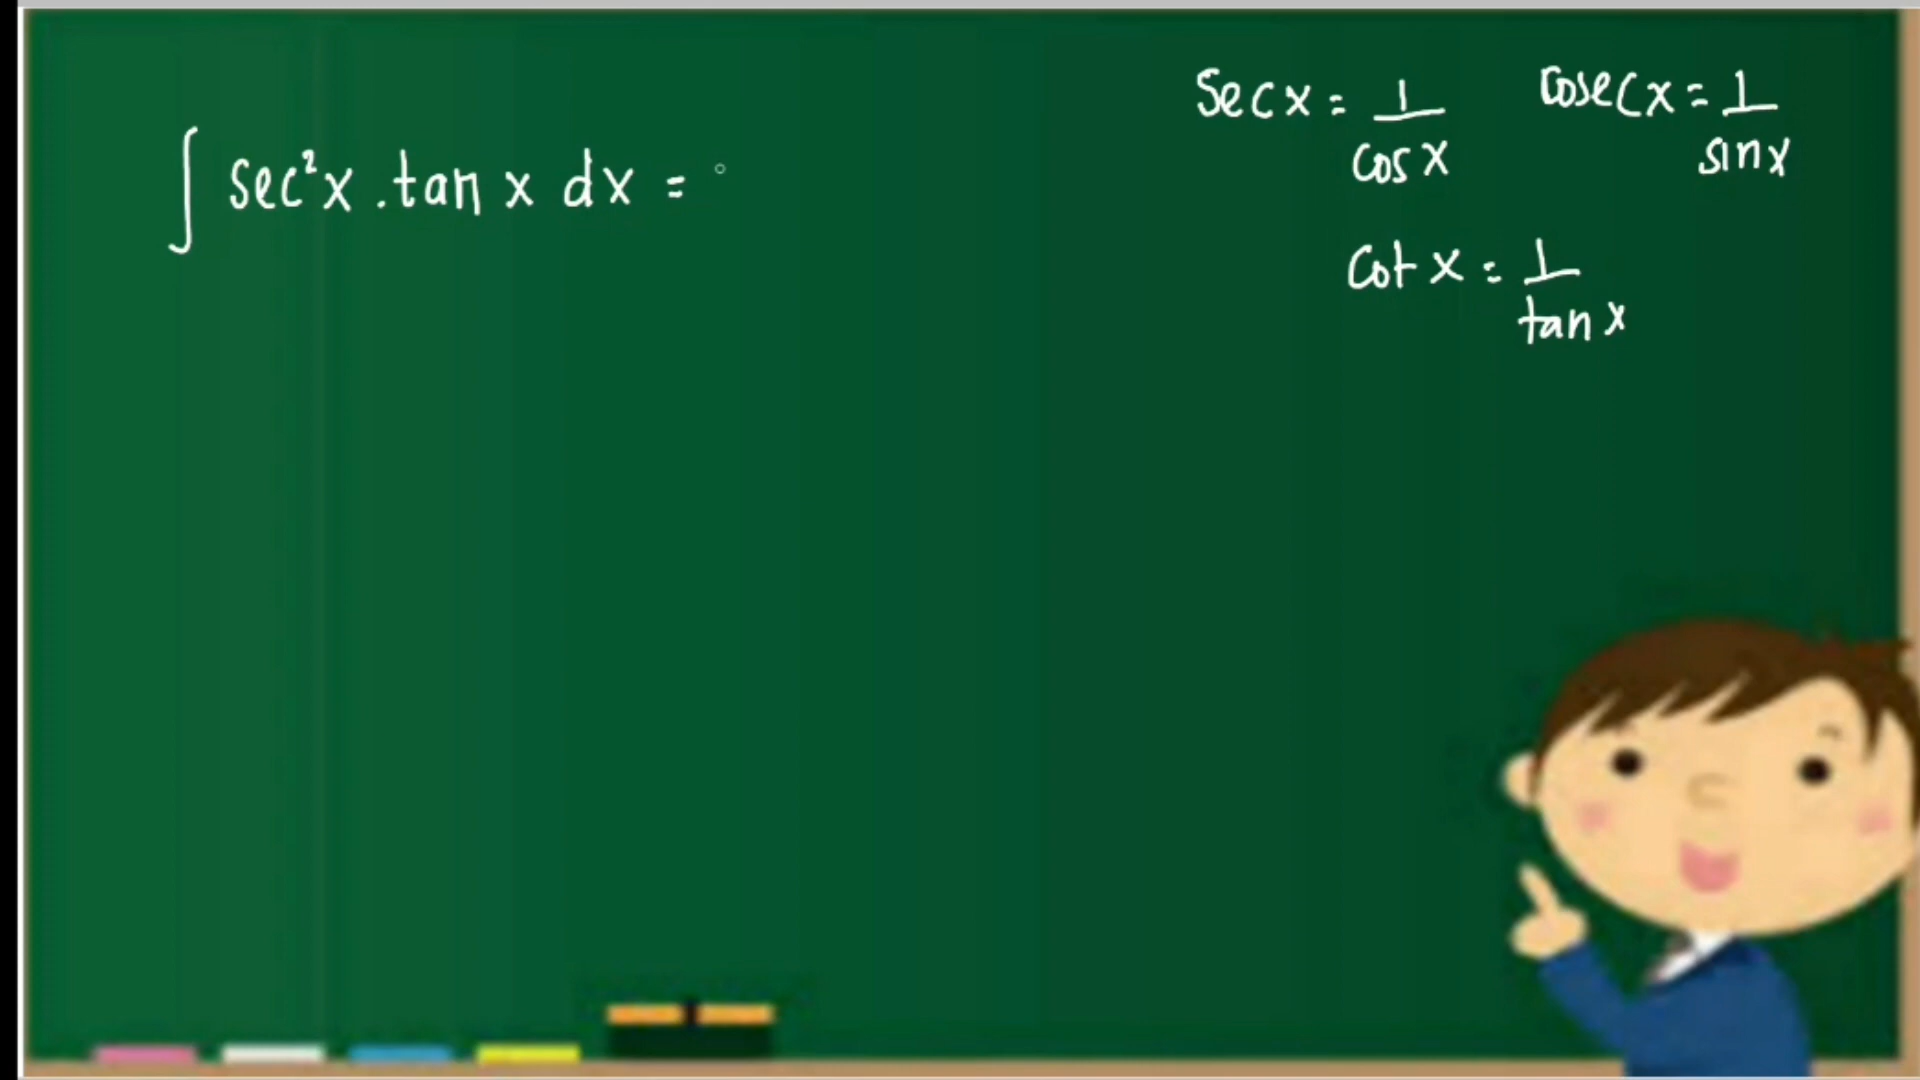 ∫ sec²x . tan x dx =
sec x = 1/cos x
cosec x = 1/sin x
cot x = 1/tan x